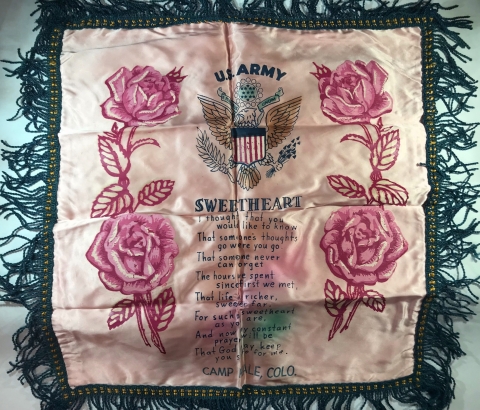 U.S. ARMY
SWEETHEART
I thought that you
would like to know
That someone's thoughts
go were you go
That someone never
can forget
The hours we spent
since first we met,
That life is richer,
sweeter far
For such a sweetheart
as you are,
And now my constant
prayer will be
That God may keep
you safe for me.
CAMP HALE, COLO.